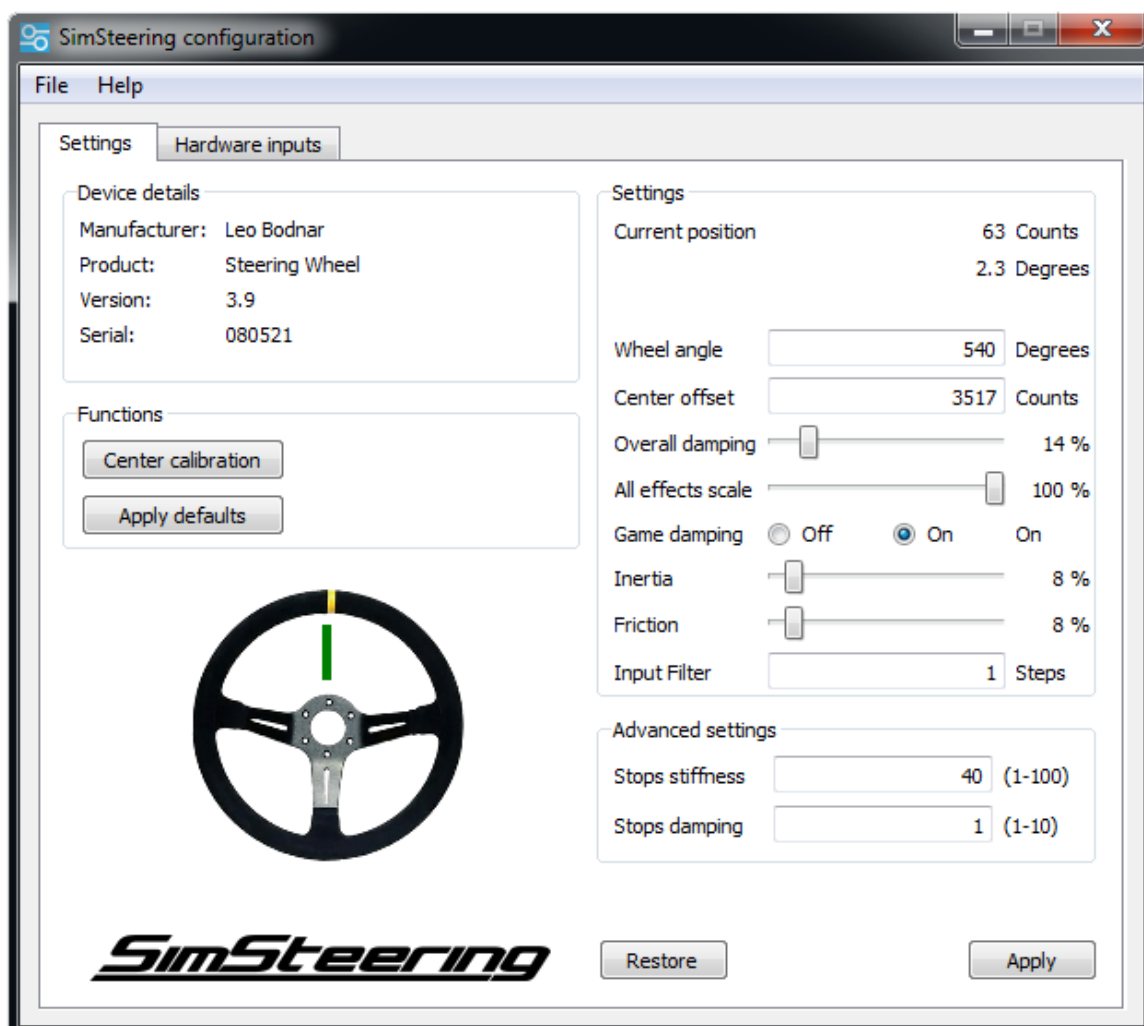 SimSteering configuration
File Help
Settings Hardware inputs
Device details
Manufacturer: Leo Bodnar
Product: Steering Wheel
Version: 3.9
Serial: 080521
Functions
Center calibration
Apply defaults
SimSteering
Settings
Current position 63 Counts
2.3 Degrees
Wheel angle 540 Degrees
Center offset 3517 Counts
Overall damping 14 %
All effects scale 100 %
Game damping Off On On
Inertia 8 %
Friction 8 %
Input Filter 1 Steps
Advanced settings
Stops stiffness 40 (1-100)
Stops damping 1 (1-10)
Restore Apply